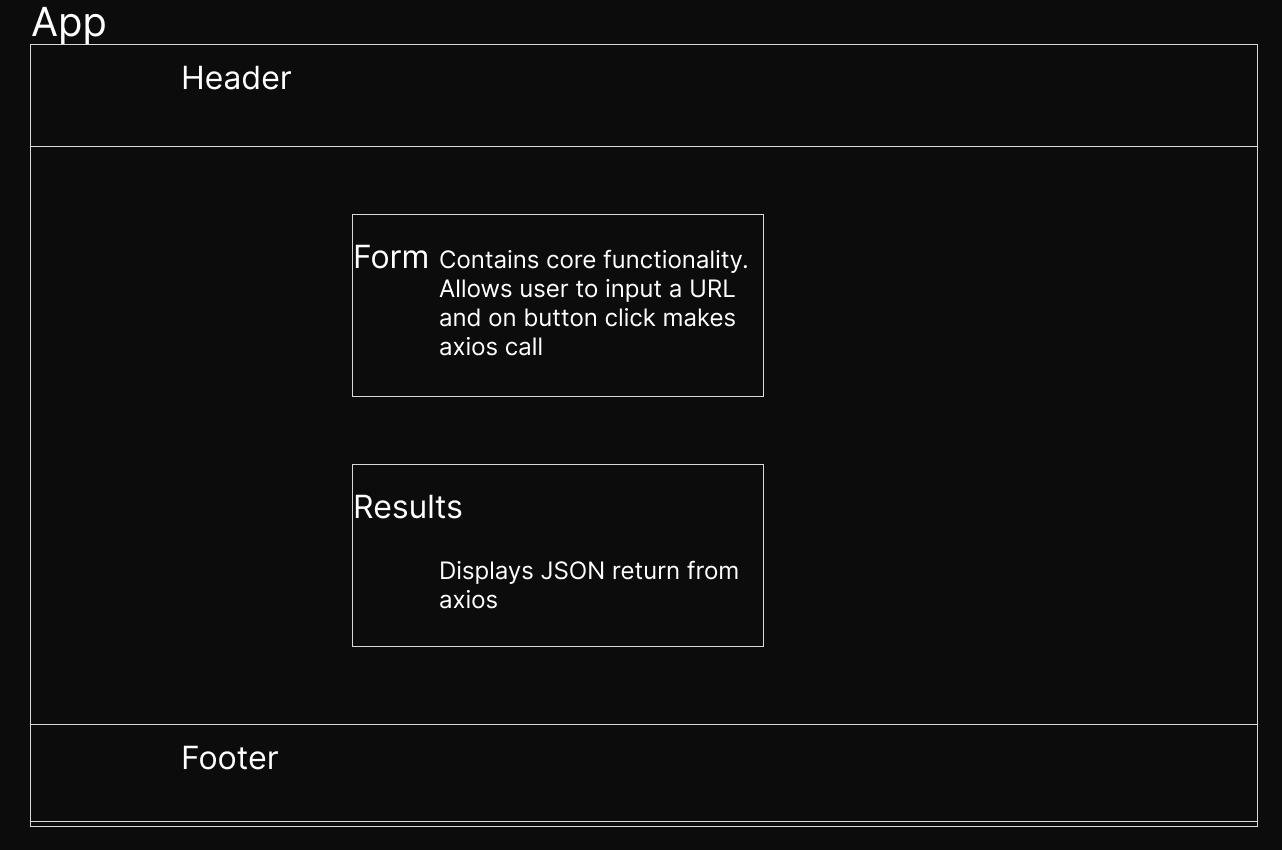 App
Header
Form
Contains core functionality.
Allows user to input a URL
and on button click makes
axios call
Results
Displays JSON return from
axios
Footer